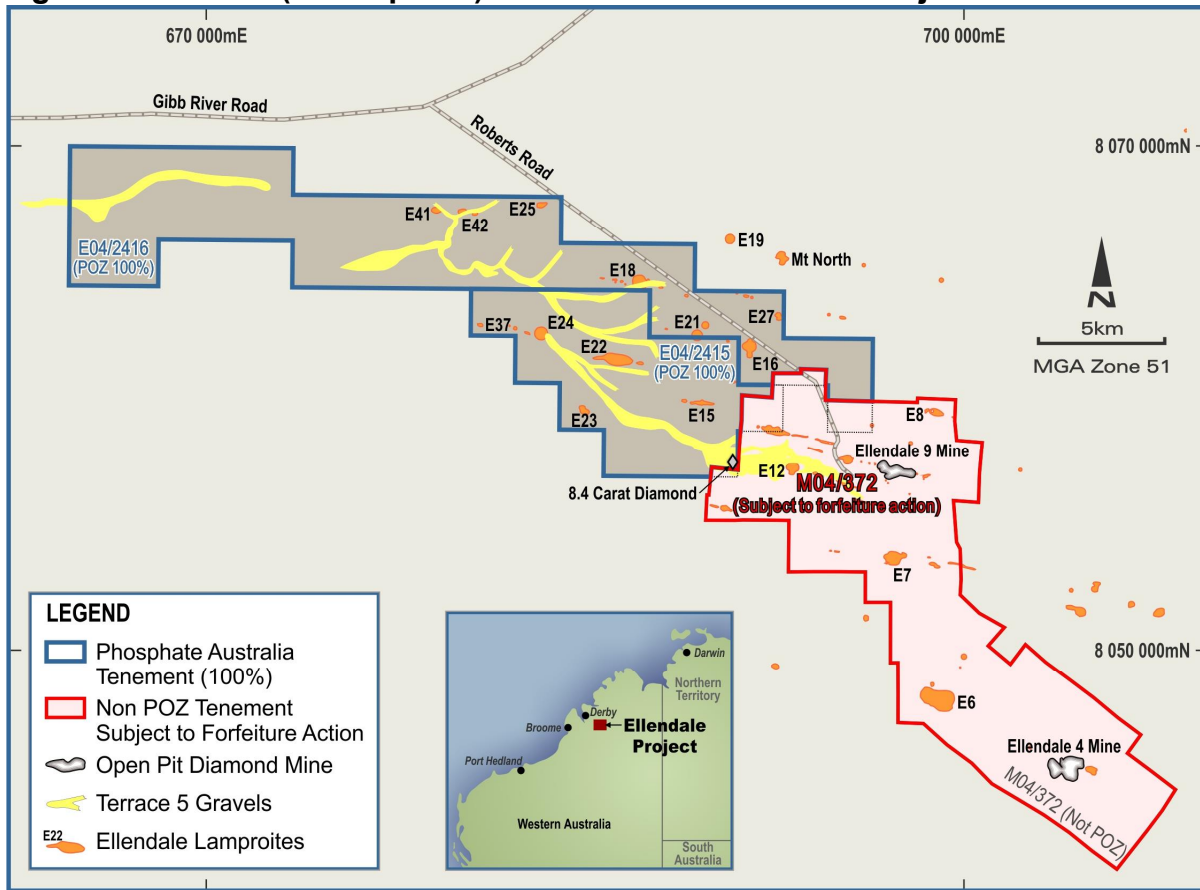 670 000mE
700 000mE
Gibb River Road
Roberts Road
8 070 000mN
E41
E42
E25
E19
Mt North
E04/2416
(POZ 100%)
E18
N
5km
MGA Zone 51
E37
E24
E21
E27
E22
E04/2415
(POZ 100%)
E16
E23
E15
E8
Ellendale 9 Mine
E12
8.4 Carat Diamond
M04/372
(Subject to forfeiture action)
E7
8 050 000mN
E6
Ellendale 4 Mine
M04/372 (Not POZ)
LEGEND
Phosphate Australia
Tenement (100%)
Non POZ Tenement
Subject to Forfeiture Action
Open Pit Diamond Mine
Terrace 5 Gravels
E22
Ellendale Lamproites
Darwin
Northern
Territory
Derby
Broome
Ellendale
Project
Port Hedland
Western Australia
South
Australia